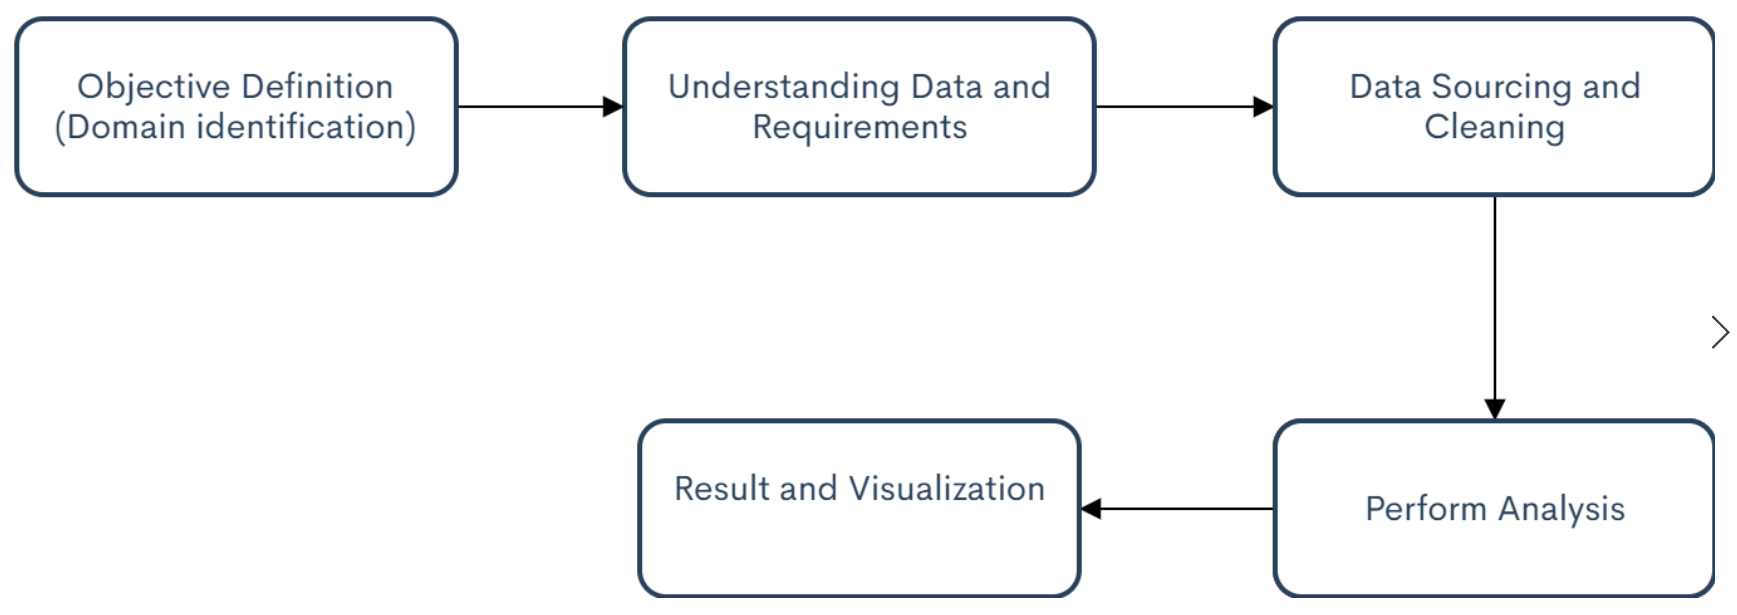 Objective Definition
(Domain identification)
Understanding Data and
Requirements
Data Sourcing and
Cleaning
Perform Analysis
Result and Visualization